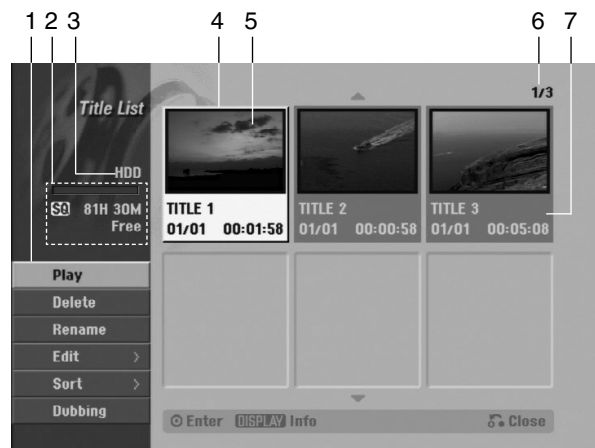 1 2 3 4 5 6 7
1/3
Title List
HDD
SQ 81H 30M
Free
TITLE 1
01/01 00:01:58
TITLE 2
01/01 00:00:58
TITLE 3
01/01 00:05:08
Play
Delete
Rename
Edit >
Sort >
Dubbing
Enter DISPLAY Info Close